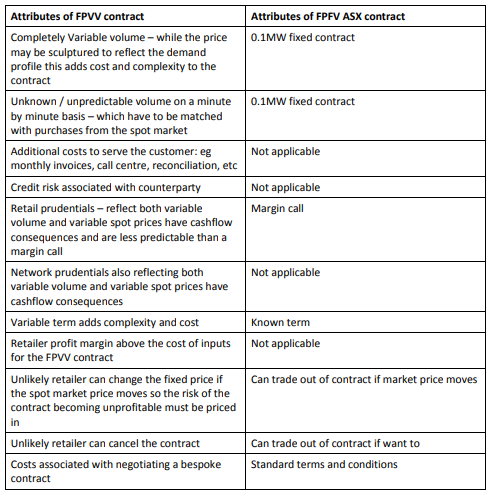 Attributes of FPVV contract
Attributes of FPFV ASX contract
Completely Variable volume – while the price
may be sculptured to reflect the demand
profile this adds cost and complexity to the
contract
0.1MW fixed contract
Unknown / unpredictable volume on a minute
by minute basis – which have to be matched
with purchases from the spot market
0.1MW fixed contract
Additional costs to serve the customer: eg
monthly invoices, call centre, reconciliation, etc
Not applicable
Credit risk associated with counterparty
Not applicable
Retail prudentials – reflect both variable
volume and variable spot prices have cashflow
consequences and are less predictable than a
margin call
Margin call
Network prudentials also reflecting both
variable volume and variable spot prices have
cashflow consequences
Not applicable
Variable term adds complexity and cost
Known term
Retailer profit margin above the cost of inputs
for the FPVV contract
Not applicable
Unlikely retailer can change the fixed price if
the spot market price moves so the risk of the
contract becoming unprofitable must be priced
in
Can trade out of contract if market price moves
Unlikely retailer can cancel the contract
Can trade out of contract if want to
Costs associated with negotiating a bespoke
contract
Standard terms and conditions